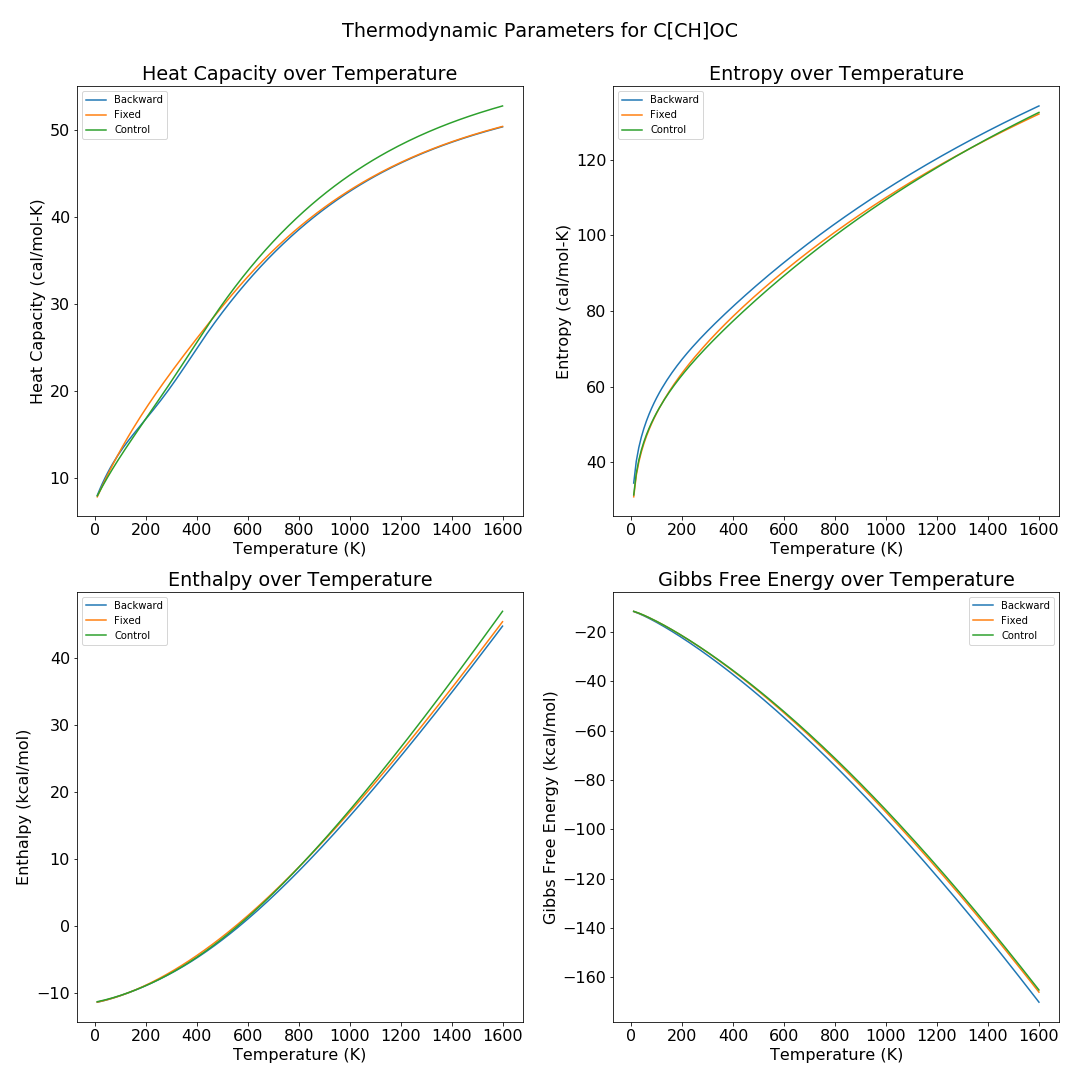 Thermodynamic Parameters for C[CH]OC
Heat Capacity over Temperature
Backward
Fixed
Control
Heat Capacity (cal/mol-K)
50
40
30
20
10
0 200 400 600 800 1000 1200 1400 1600
Temperature (K)
Entropy over Temperature
Backward
Fixed
Control
Entropy (cal/mol-K)
120
100
80
60
40
0 200 400 600 800 1000 1200 1400 1600
Temperature (K)
Enthalpy over Temperature
Backward
Fixed
Control
Enthalpy (kcal/mol)
40
30
20
10
0
−10
0 200 400 600 800 1000 1200 1400 1600
Temperature (K)
Gibbs Free Energy over Temperature
Backward
Fixed
Control
Gibbs Free Energy (kcal/mol)
−20
−40
−60
−80
−100
−120
−140
−160
0 200 400 600 800 1000 1200 1400 1600
Temperature (K)